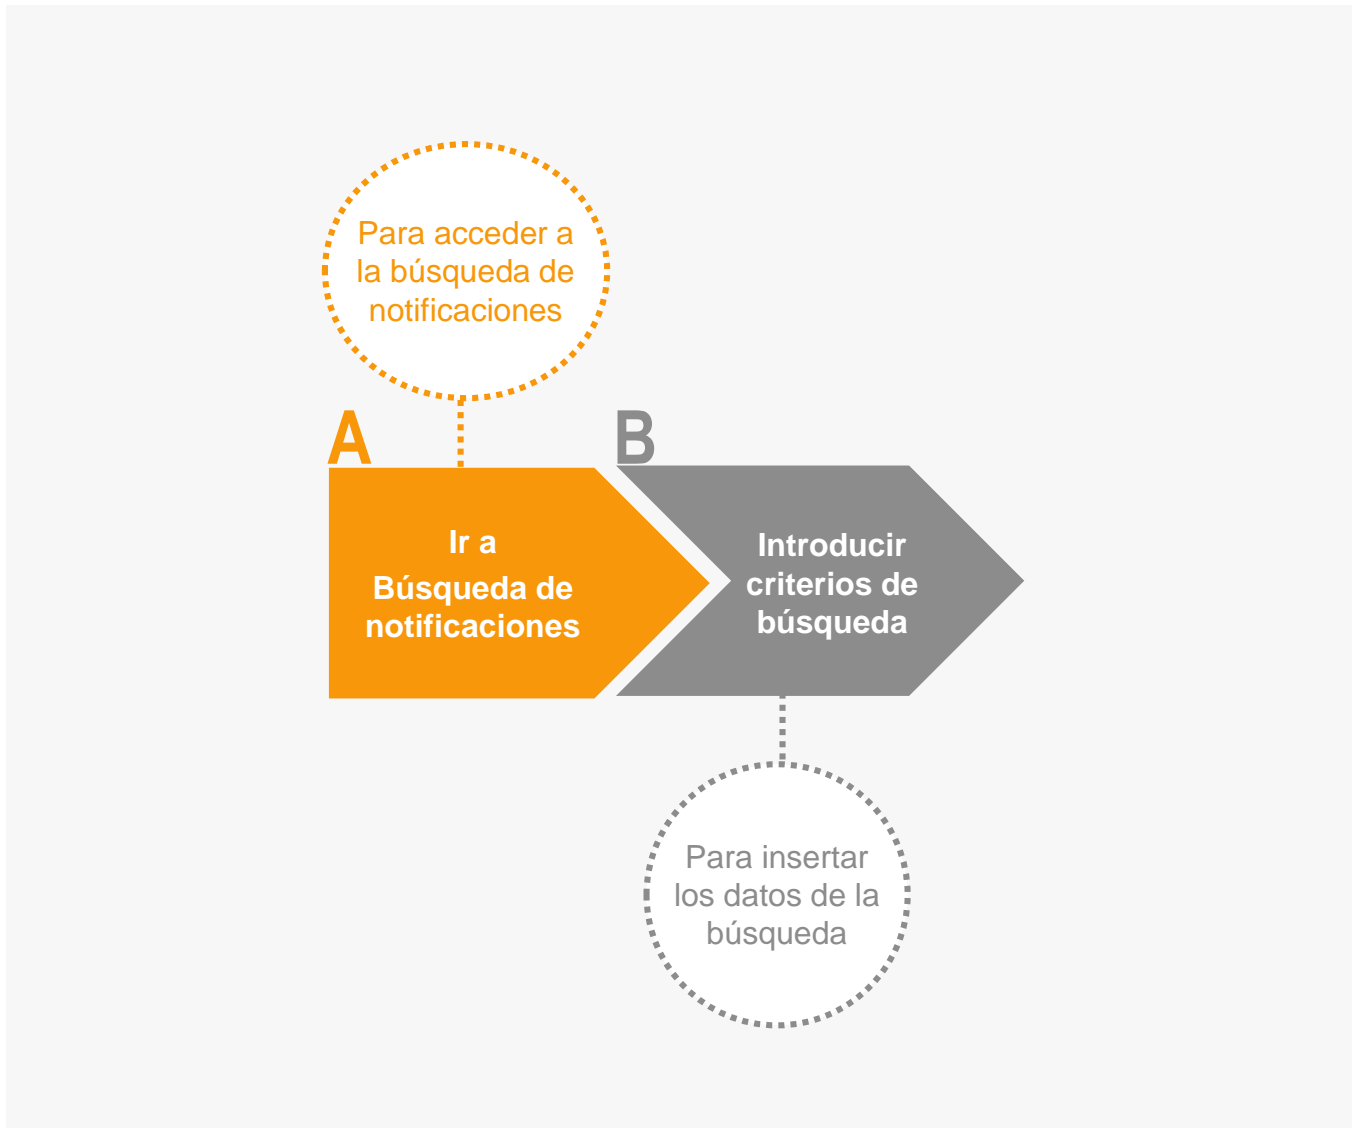 Para acceder a
la búsqueda de
notificaciones
A
B
Ir a
Búsqueda de
notificaciones
Introducir
criterios de
búsqueda
Para insertar
los datos de la
búsqueda